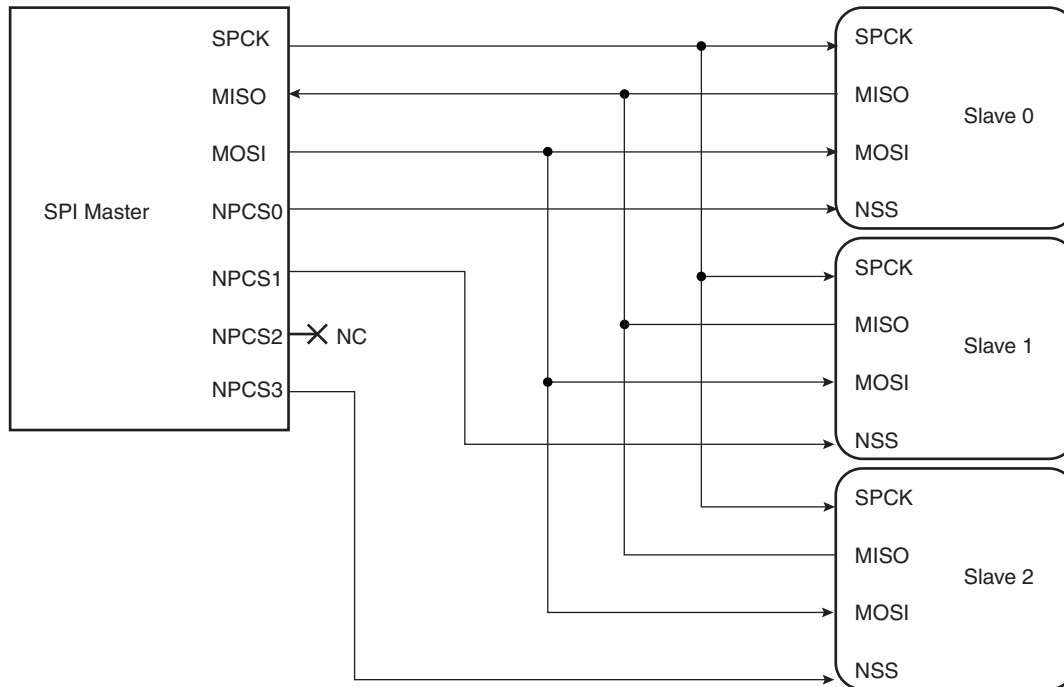 SPI Master
SPCK
MISO
MOSI
NPCS0
NPCS1
NPCS2
NC
NPCS3
SPCK
MISO
Slave 0
MOSI
NSS
SPCK
MISO
Slave 1
MOSI
NSS
SPCK
MISO
Slave 2
MOSI
NSS